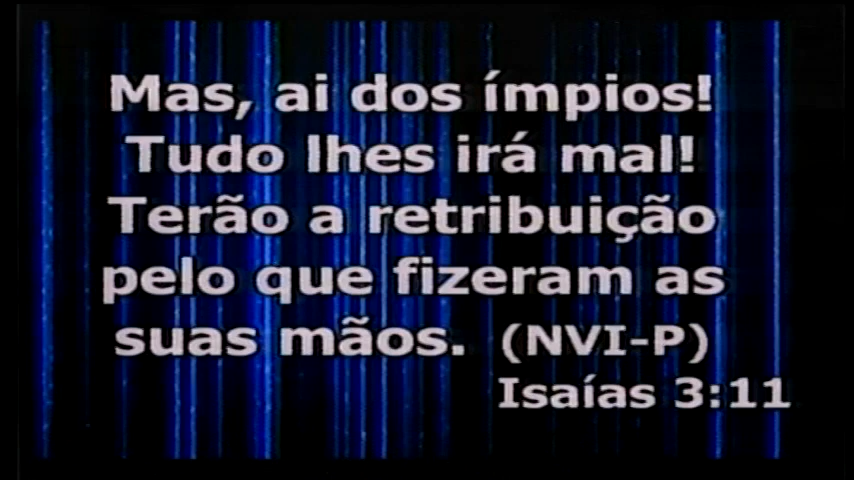 Mas, ai dos ímpios!
Tudo lhes irá mal!
Terão a retribuição
pelo que fizeram as
suas mãos. (NVI-P)
Isaías 3:11